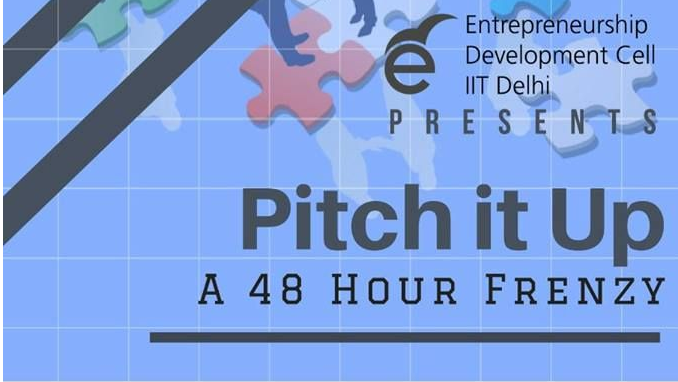 Entrepreneurship
Development Cell
IIT Delhi
PRESENTS
Pitch it Up
A 48 Hour Frenzy